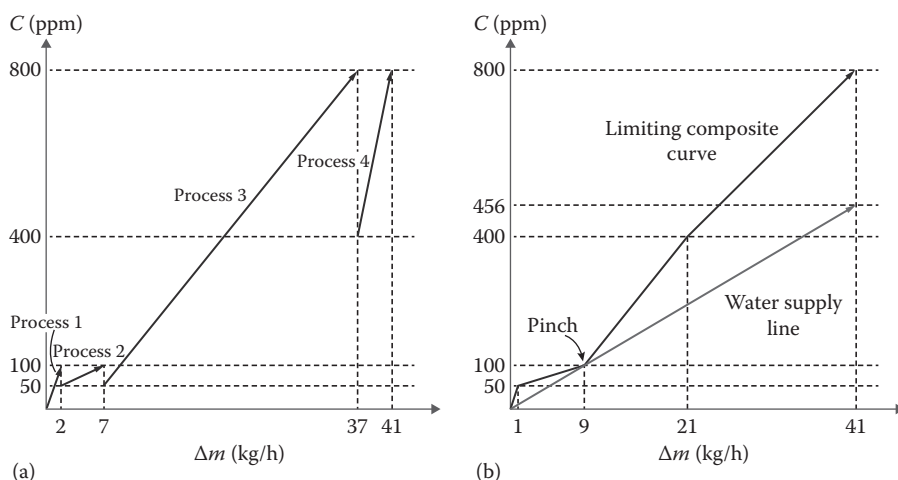 C (ppm)
800
400
100
50
Process 1
Process 2
Process 3
Process 4
2
7
37
41
Δm (kg/h)
(a)
C (ppm)
800
456
400
100
50
Limiting composite
curve
Water supply
line
Pinch
1
9
21
41
Δm (kg/h)
(b)